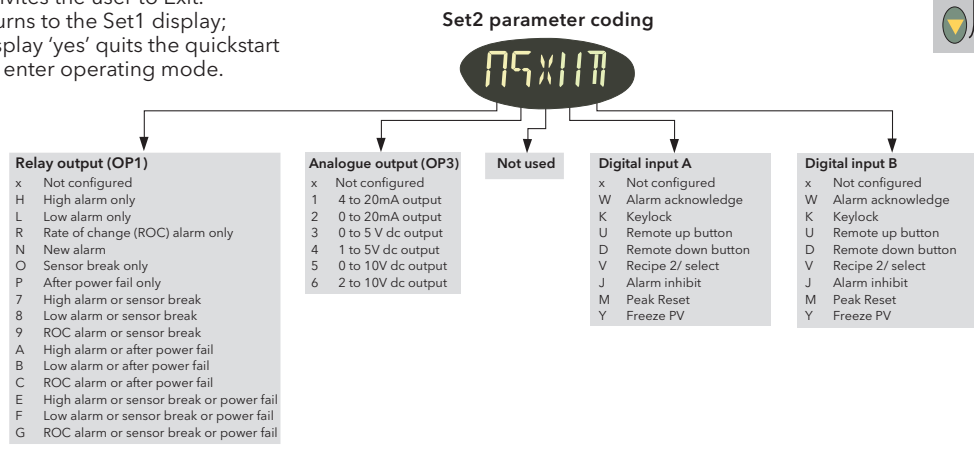 the user to Exit.
urns to the Set1 display;
splay ‘yes’ quits the quickstart
enter operating mode.
Set2 parameter coding
Relay output (OP1)
x Not configured
H High alarm only
L Low alarm only
R Rate of change (ROC) alarm only
N New alarm
O Sensor break only
P After power fail only
7 High alarm or sensor break
8 Low alarm or sensor break
9 ROC alarm or sensor break
A High alarm or after power fail
B Low alarm or after power fail
C ROC alarm or after power fail
E High alarm or sensor break or power fail
F Low alarm or sensor break or power fail
G ROC alarm or sensor break or power fail
Analogue output (OP3)
x Not configured
1 4 to 20mA output
2 0 to 20mA output
3 0 to 5 V dc output
4 1 to 5V dc output
5 0 to 10V dc output
6 2 to 10V dc output
Not used
Digital input A
x Not configured
W Alarm acknowledge
K Keylock
U Remote up button
D Remote down button
V Recipe 2/ select
J Alarm inhibit
M Peak Reset
Y Freeze PV
Digital input B
x Not configured
W Alarm acknowledge
K Keylock
U Remote up button
D Remote down button
V Recipe 2/ select
J Alarm inhibit
M Peak Reset
Y Freeze PV